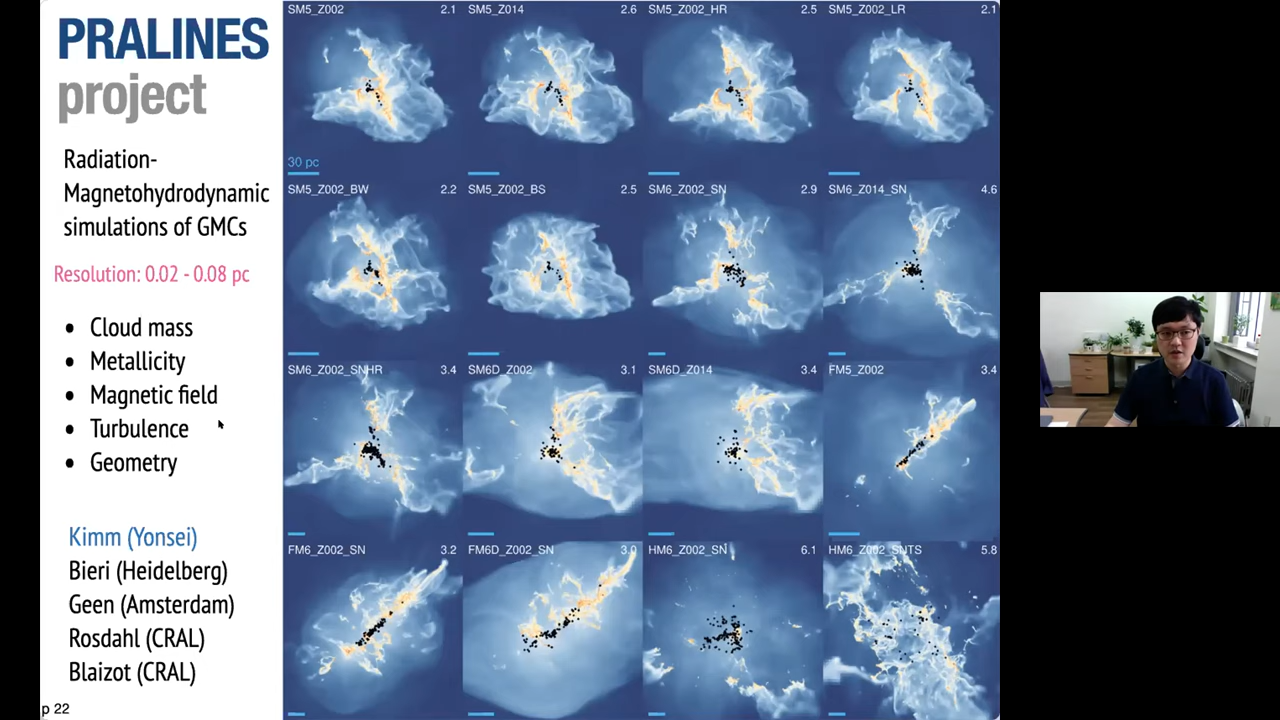 PRALINES
project
Radiation-
Magnetohydrodynamic
simulations of GMCs
Resolution: 0.02 - 0.08 pc
• Cloud mass
• Metallicity
• Magnetic field
• Turbulence
• Geometry
Kimm (Yonsei)
Bieri (Heidelberg)
Geen (Amsterdam)
Rosdahl (CRAL)
Blaizot (CRAL)
p 22
SM5_Z002 2.1
SM5_Z014 2.6
SM5_Z002_HR 2.5
SM5_Z002_LR 2.1
30 pc
SM5_Z002_BW 2.2
SM5_Z002_BS 2.5
SM6_Z002_SN 2.9
SM6_Z014_SN 4.6
SM6_Z002_SNHR 3.4
SM6D_Z002 3.1
SM6D_Z014 3.4
FM5_Z002 3.4
FM6_Z002_SN 3.2
FM6D_Z002_SN 3.0
HM6_Z002_SN 6.1
HM6_Z002_SNTS 5.8